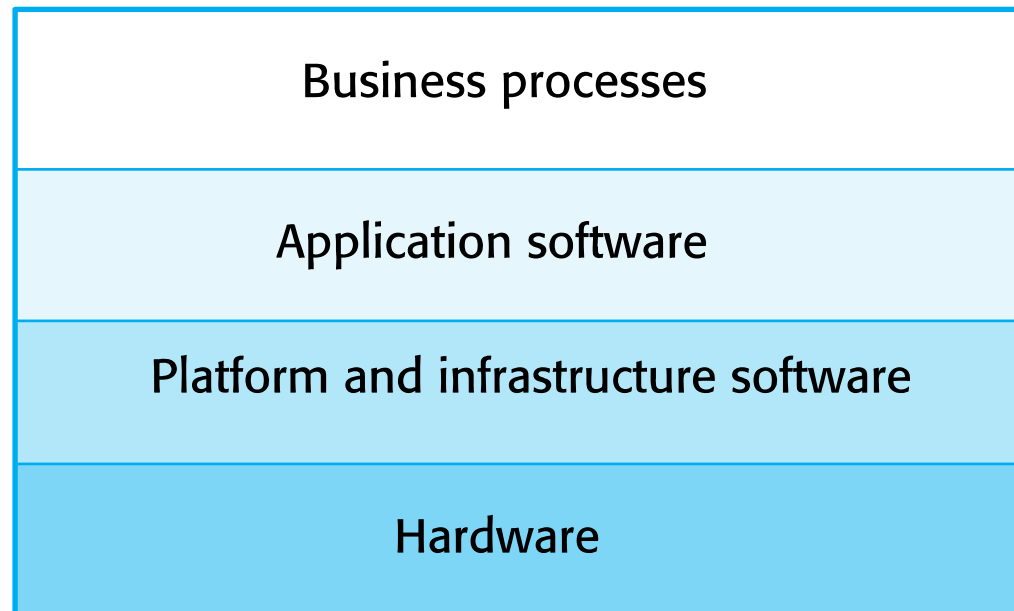 Business processes
Application software
Platform and infrastructure software
Hardware